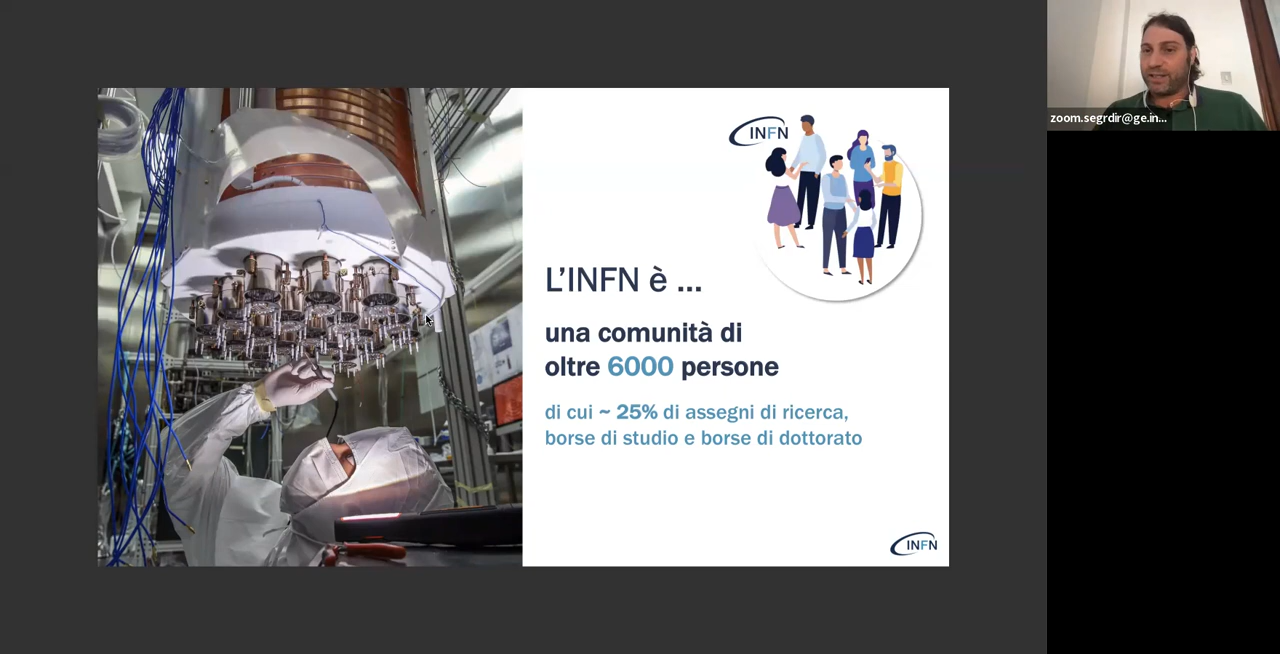 INFN
L’INFN è ...
una comunità di
oltre 6000 persone
di cui ~ 25% di assegni di ricerca,
borse di studio e borse di dottorato
INFN
zoom.segrdir@ge.in...